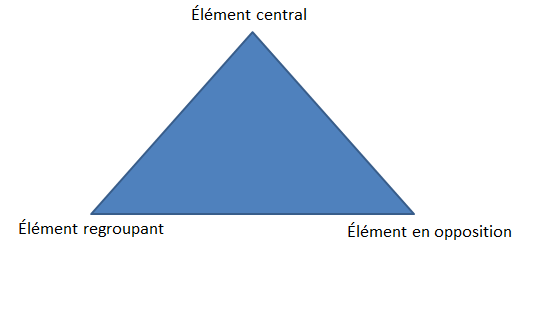 Élément central
Élément regroupant
Élément en opposition